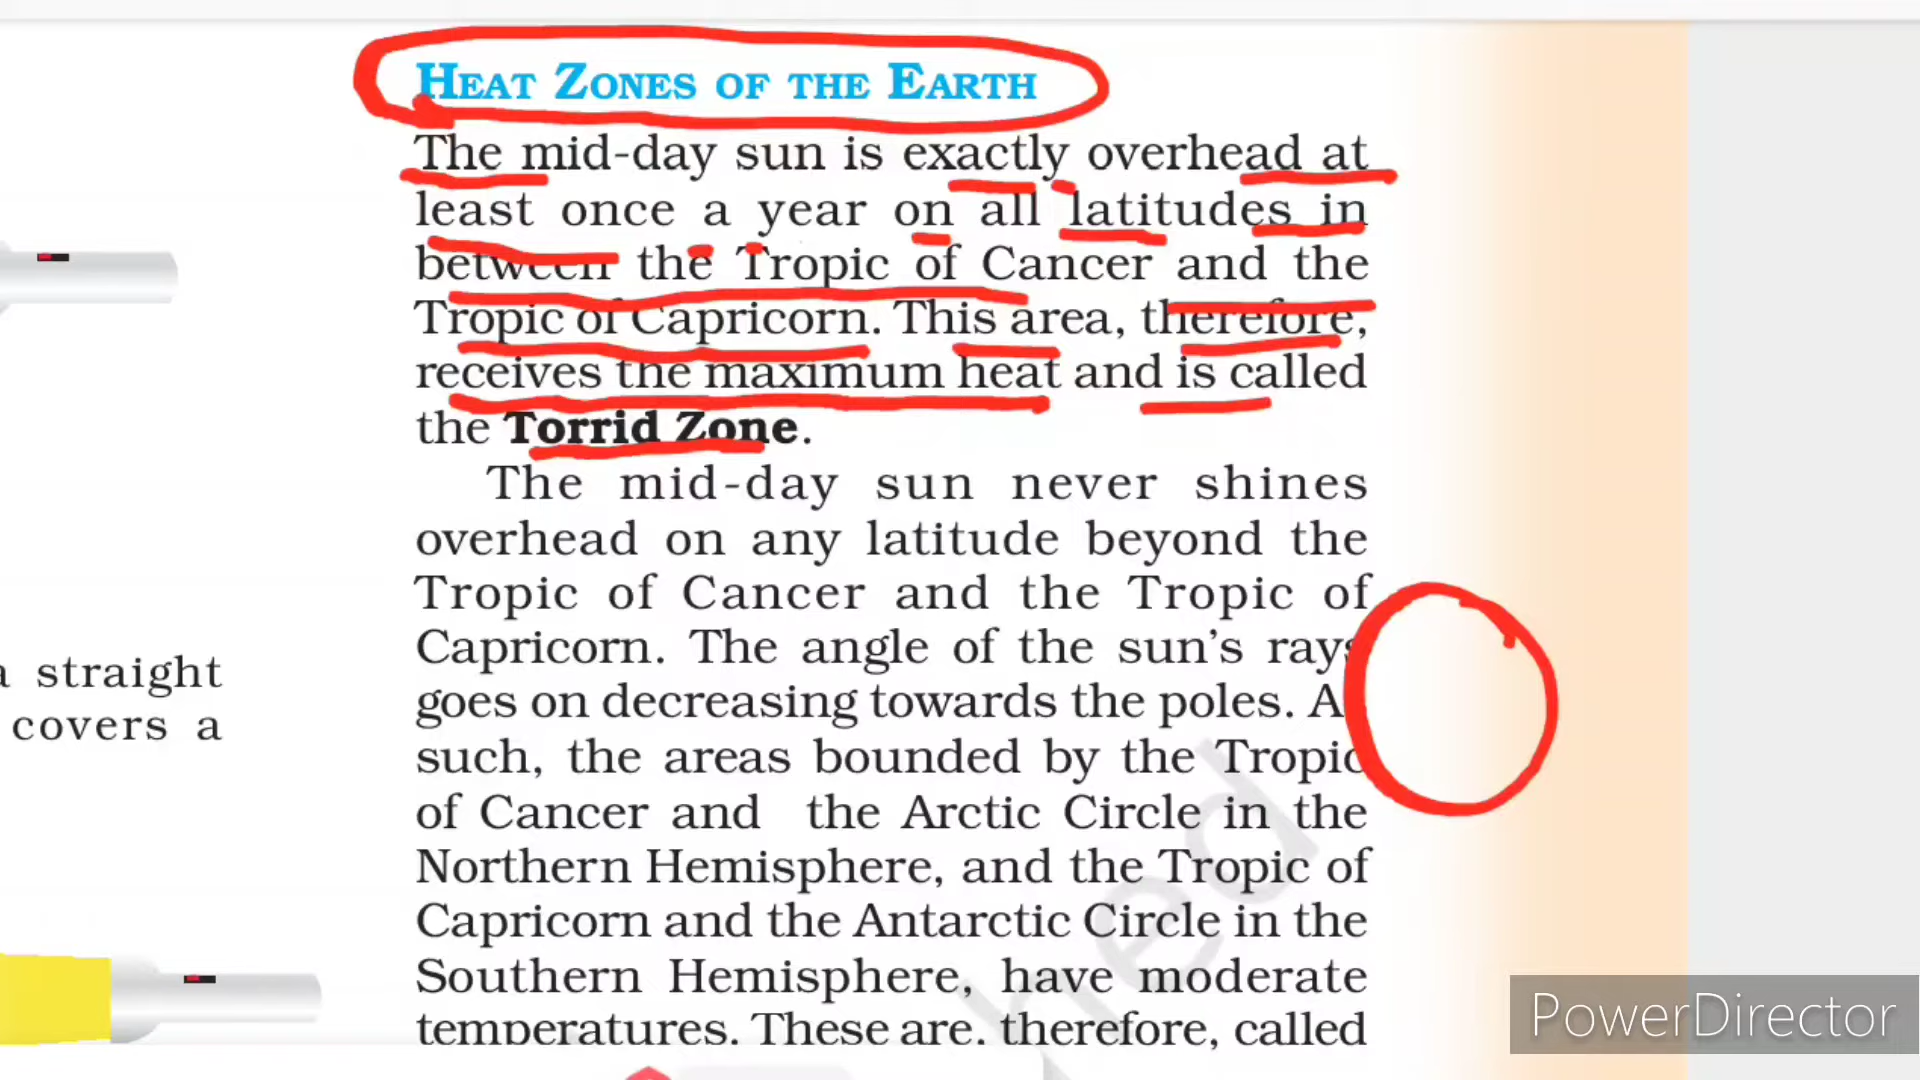 HEAT ZONES OF THE EARTH
The mid-day sun is exactly overhead at
least once a year on all latitudes in
between the Tropic of Cancer and the
Tropic of Capricorn. This area, therefore,
receives the maximum heat and is called
the Torrid Zone.
The mid-day sun never shines
overhead on any latitude beyond the
Tropic of Cancer and the Tropic of
Capricorn. The angle of the sun's rays
goes on decreasing towards the poles. A
such, the areas bounded by the Tropic
of Cancer and the Arctic Circle in the
Northern Hemisphere, and the Tropic of
Capricorn and the Antarctic Circle in the
Southern Hemisphere, have moderate
temperatures. These are, therefore, called
a straight
covers a
hed
PowerDirector